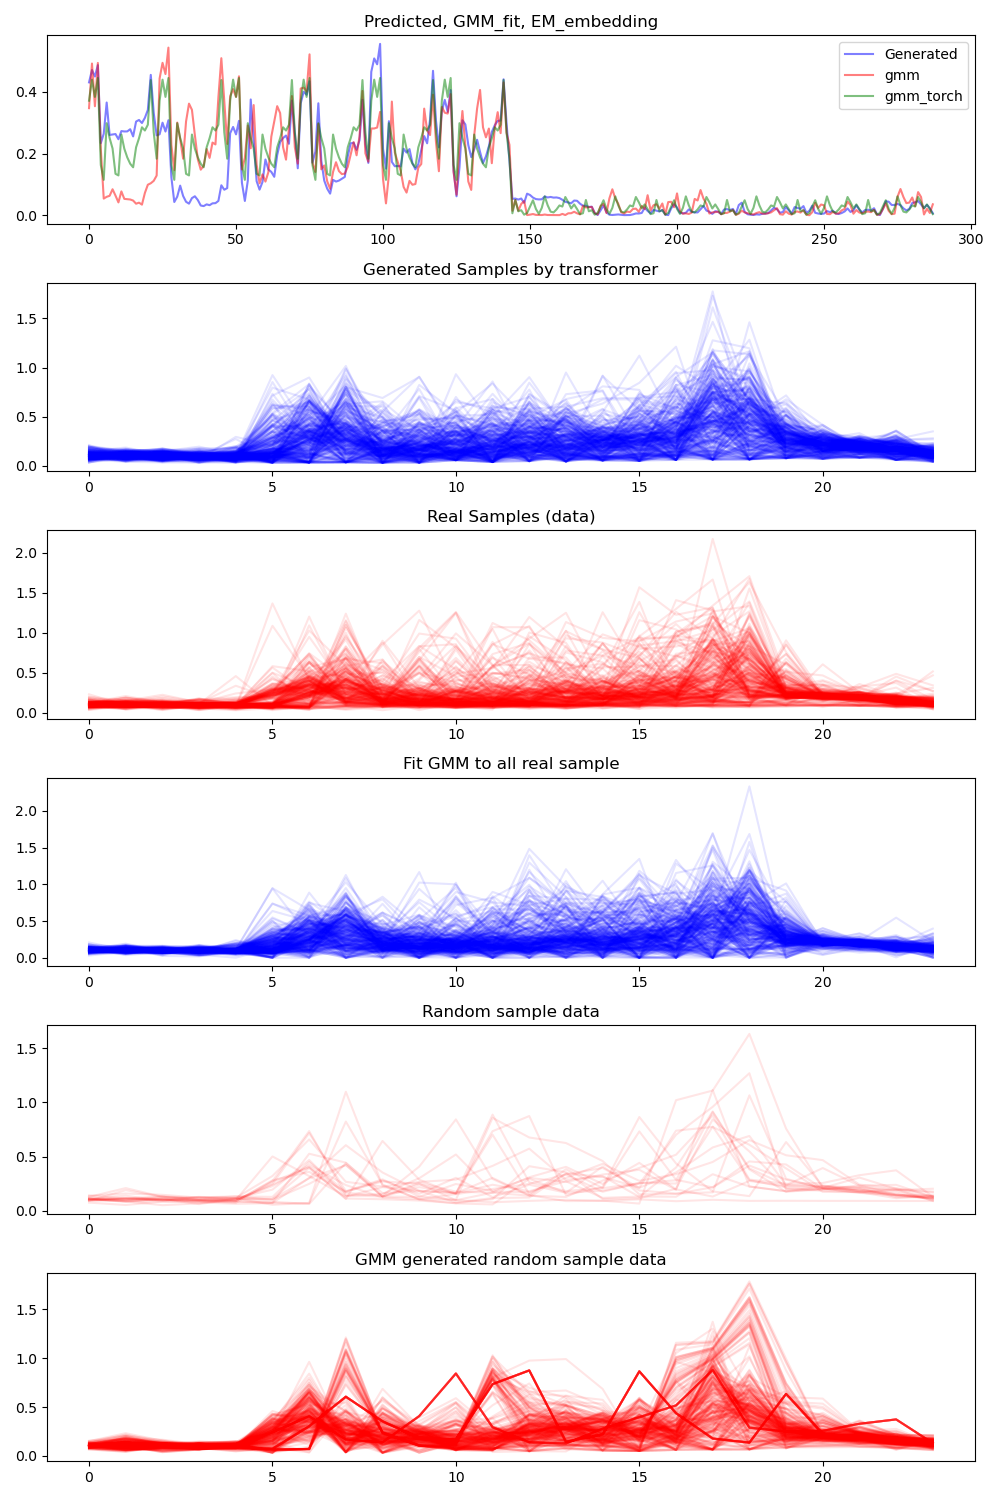 Predicted, GMM_fit, EM_embedding
Generated
gmm
gmm_torch
0.4
0.2
0.0
0 50 100 150 200 250 300
Generated Samples by transformer
1.5
1.0
0.5
0.0
0 5 10 15 20
Real Samples (data)
2.0
1.5
1.0
0.5
0.0
0 5 10 15 20
Fit GMM to all real sample
2.0
1.5
1.0
0.5
0.0
0 5 10 15 20
Random sample data
1.5
1.0
0.5
0.0
0 5 10 15 20
GMM generated random sample data
1.5
1.0
0.5
0.0
0 5 10 15 20